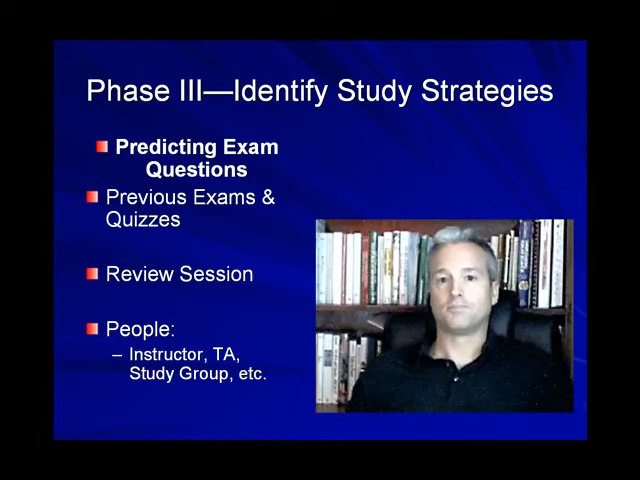 Phase III—Identify Study Strategies
Predicting Exam
Questions
Previous Exams &
Quizzes
Review Session
People:
– Instructor, TA,
Study Group, etc.